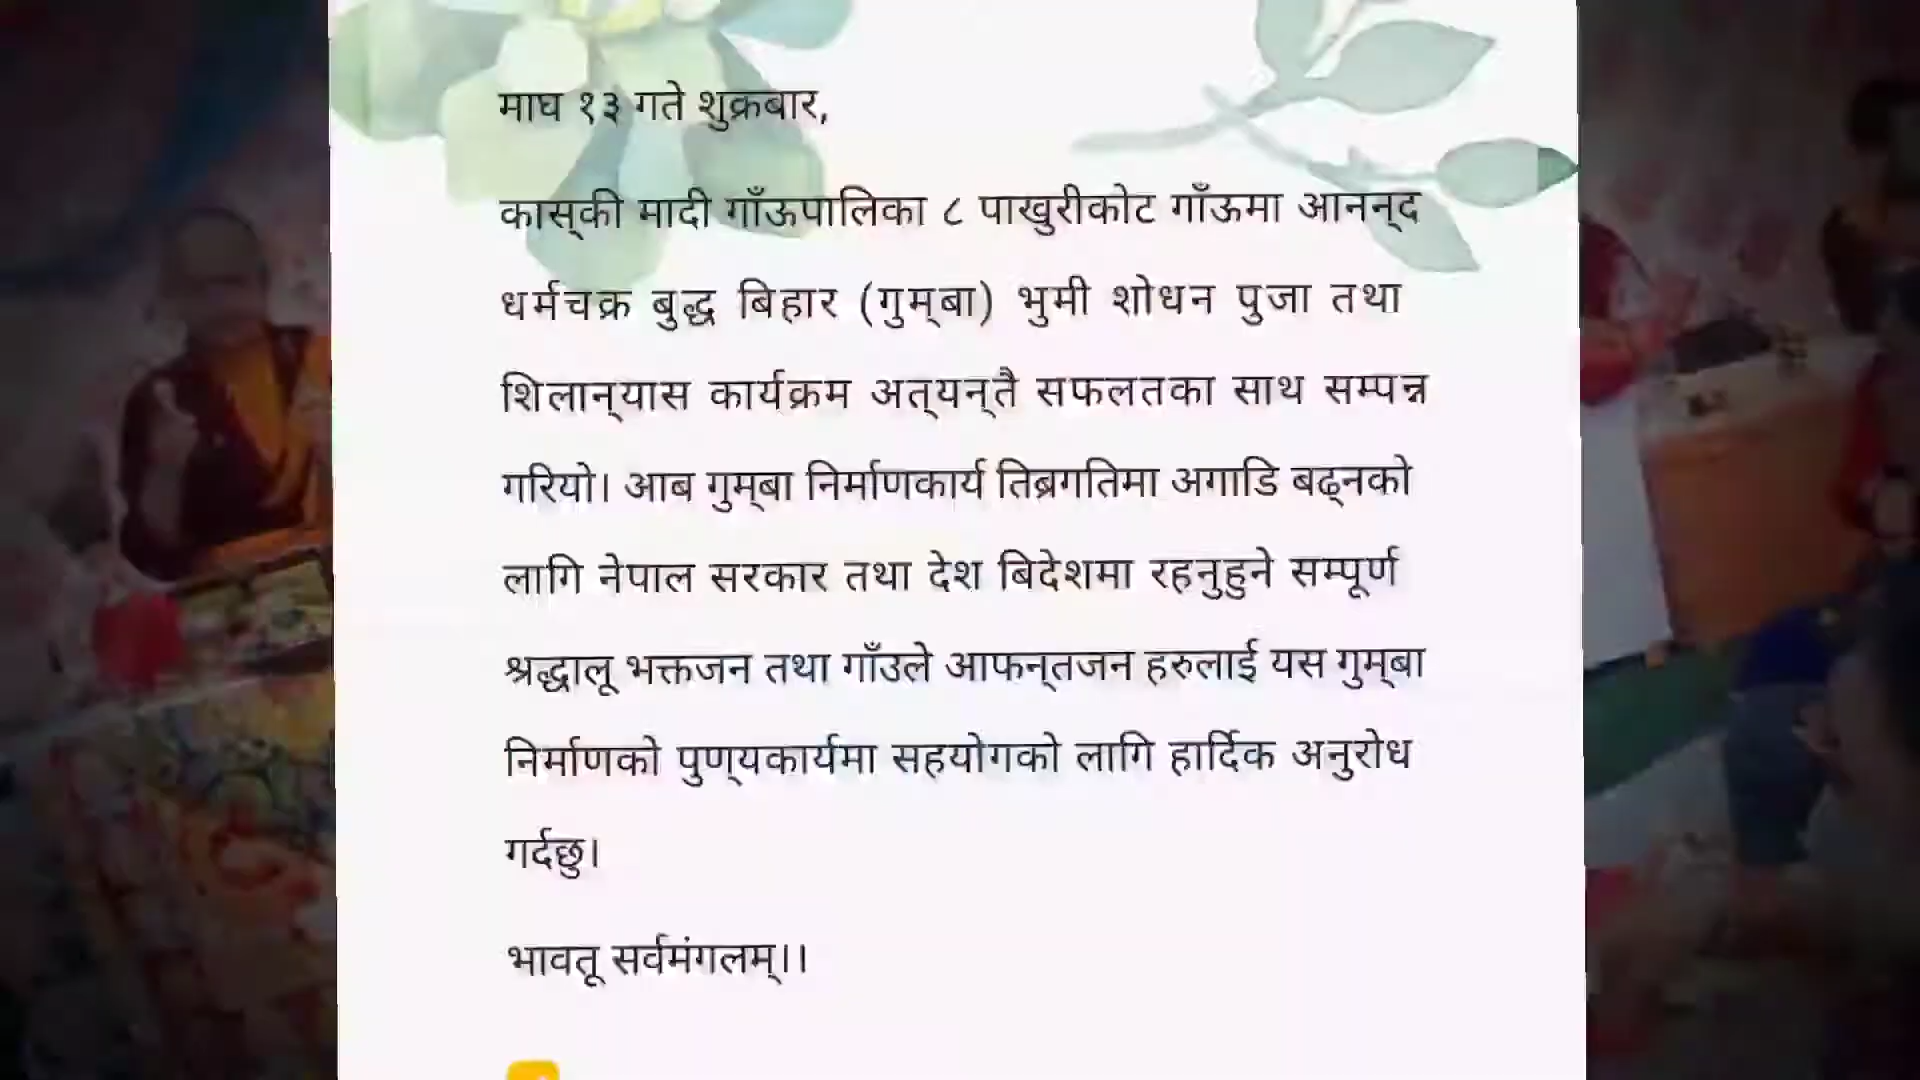 माघ १३ गते शुक्रबार,
कास्‌की मादी गाँऊपालिका ८ पाखुरीकोट गाँऊमा आनन्‌द
धर्मचक्र बुद्ध बिहार (गुम्‌बा) भुमी शोधन पुजा तथा
शिलान्‌यास कार्यक्रम अत्‌यन्‌तै सफलतका साथ सम्पन्न
गरियो। आब गुम्‌बा निर्माणकार्य तिब्रगतिमा अगाडि बढ्‌नको
लागि नेपाल सरकार तथा देश बिदेशमा रहनुहुने सम्पूर्ण
श्रद्धालू भक्तजन तथा गाँउले आफन्‌तजन हरुलाई यस गुम्‌बा
निर्माणको पुण्‌यकार्यमा सहयोगको लागि हार्दिक अनुरोध
गर्दछु।
भावतू सर्वमंगलम्।।